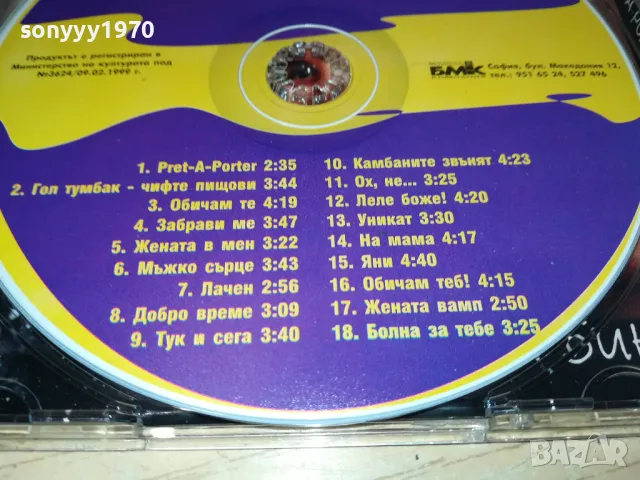 sonyyy1970
Продуктът е регистриран в
Министерство на културата под
№3624/09.02.1999 г.
БМК
София, бул. Македония 12,
тел.: 951 65 24, 527 496
1. Pret-A-Porter 2:35
2. Гол тумбак - чифте пищови 3:44
3. Обичам те 4:19
4. Забрави ме 3:47
5. Жената в мен 3:22
6. Мъжко сърце 3:43
7. Лачен 2:56
8. Добро време 3:09
9. Тук и сега 3:40
10. Камбаните звънят 4:23
11. Ох, не... 3:25
12. Леле боже! 4:20
13. Уникат 3:30
14. На мама 4:17
15. Яни 4:40
16. Обичам теб! 4:15
17. Жената вамп 2:50
18. Болна за тебе 3:25
BAZAR